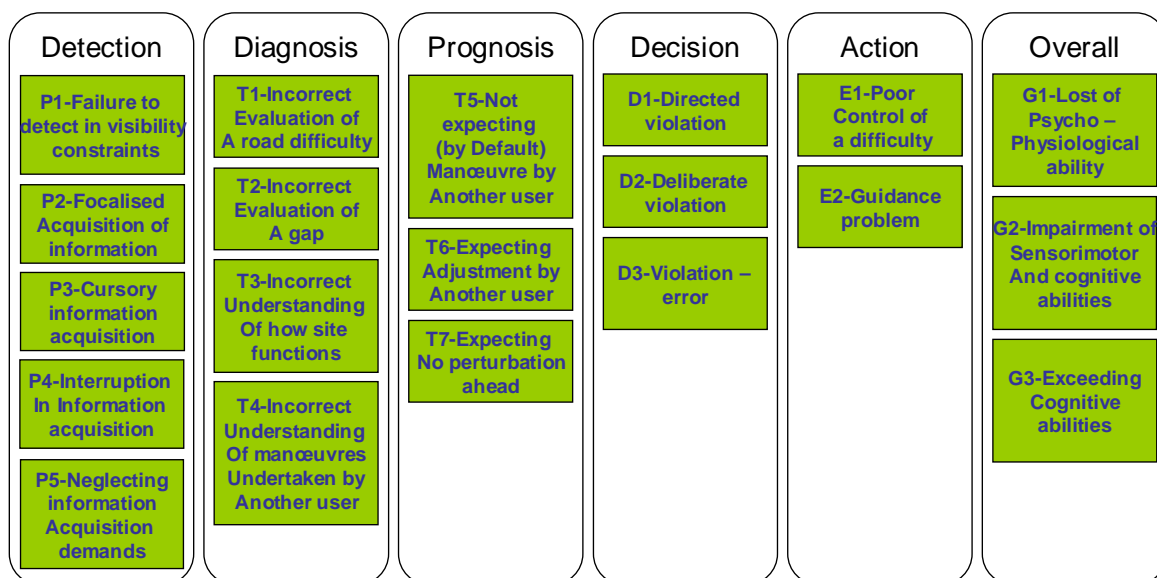 Detection
P1-Failure to
detect in visibility
constraints
P2-Focalised
Acquisition of
information
P3-Cursory
information
acquisition
P4-Interruption
In Information
acquisition
P5-Neglecting
information
Acquisition
demands
Diagnosis
T1-Incorrect
Evaluation of
A road difficulty
T2-Incorrect
Evaluation of
A gap
T3-Incorrect
Understanding
Of how site
functions
T4-Incorrect
Understanding
Of manœuvres
Undertaken by
Another user
Prognosis
T5-Not
expecting
(by Default)
Manœuvre by
Another user
T6-Expecting
Adjustment by
Another user
T7-Expecting
No perturbation
ahead
Decision
D1-Directed
violation
D2-Deliberate
violation
D3-Violation –
error
Action
E1-Poor
Control of
a difficulty
E2-Guidance
problem
Overall
G1-Lost of
Psycho –
Physiological
ability
G2-Impairment of
Sensorimotor
And cognitive
abilities
G3-Exceeding
Cognitive
abilities